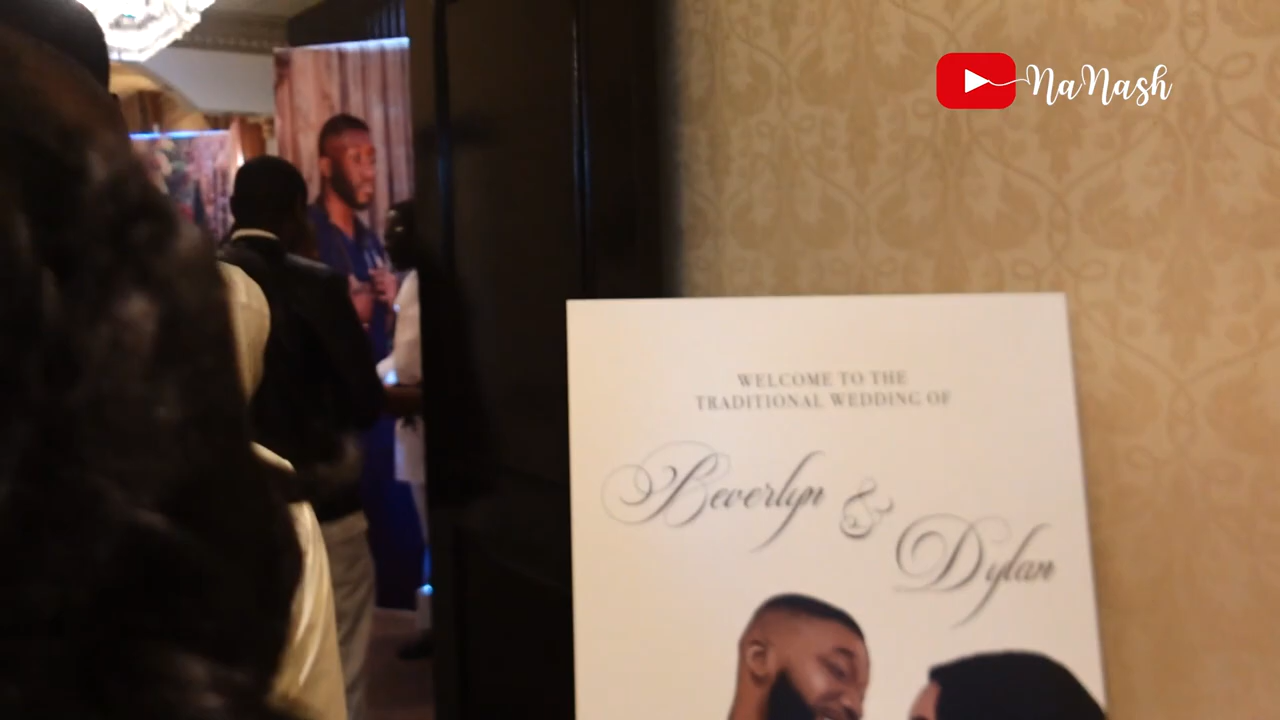 NaNash
WELCOME TO THE
TRADITIONAL WEDDING OF
Beverlyn &
Dylan